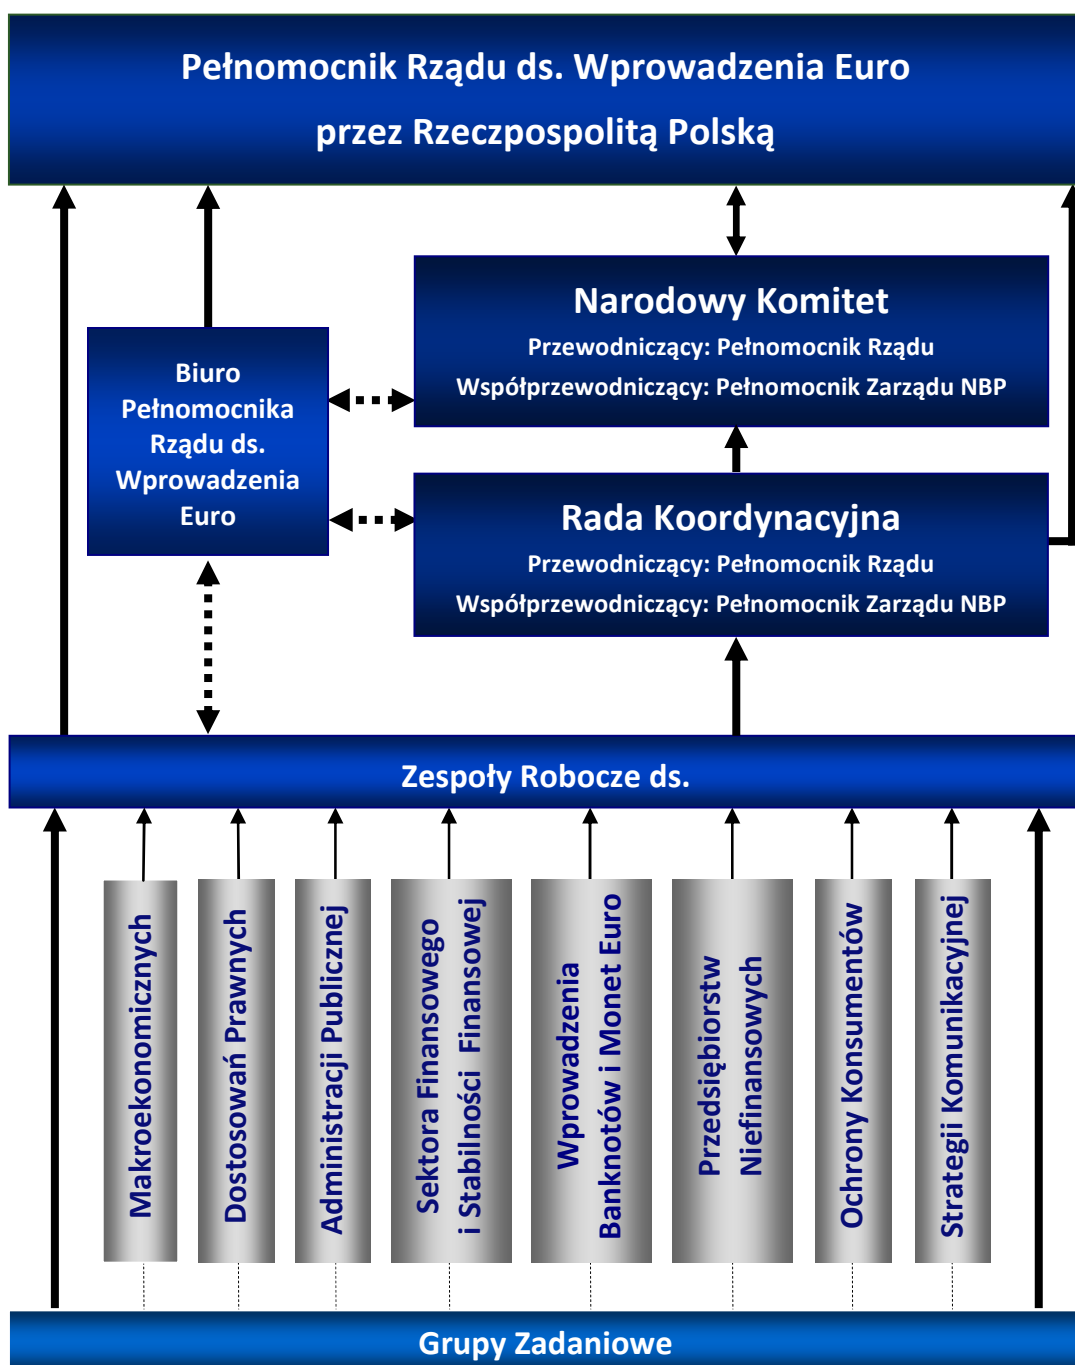 Pełnomocnik Rządu ds. Wprowadzenia Euro
przez Rzeczpospolitą Polską
Narodowy Komitet
Przewodniczący: Pełnomocnik Rządu
Współprzewodniczący: Pełnomocnik Zarządu NBP
Biuro
Pełnomocnika
Rządu ds.
Wprowadzenia
Euro
Rada Koordynacyjna
Przewodniczący: Pełnomocnik Rządu
Współprzewodniczący: Pełnomocnik Zarządu NBP
Zespoły Robocze ds.
Makroekonomicznych
Dostosowań Prawnych
Administracji Publicznej
Sektora Finansowego
i Stabilności Finansowej
Wprowadzenia
Banknotów i Monet Euro
Przedsiębiorstw
Niefinansowych
Ochrony Konsumentów
Strategii Komunikacyjnej
Grupy Zadaniowe